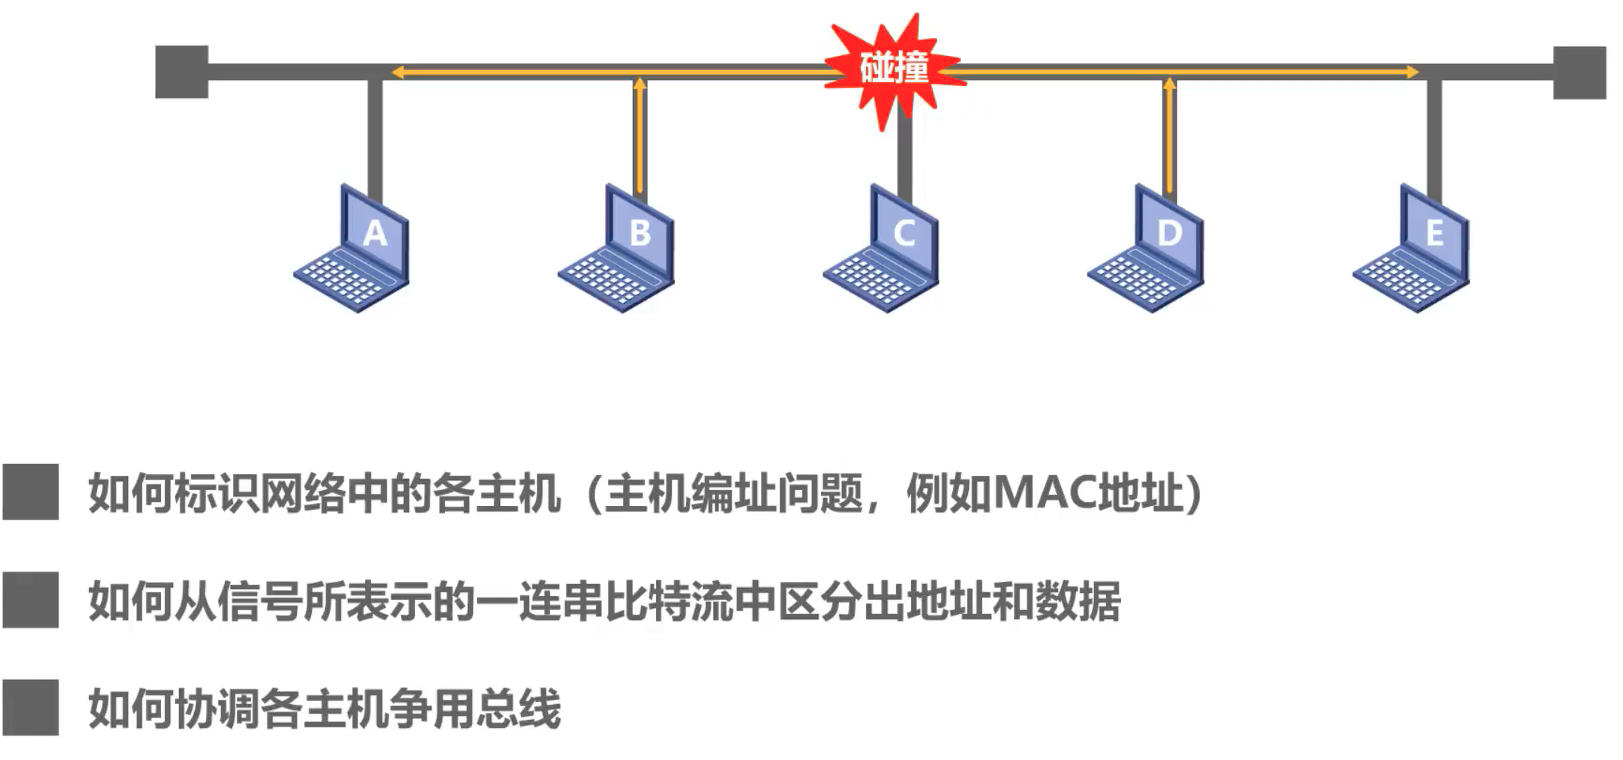 碰撞
A
B
C
D
E
如何标识网络中的各主机（主机编址问题，例如MAC地址）
如何从信号所表示的一连串比特流中区分出地址和数据
如何协调各主机争用总线